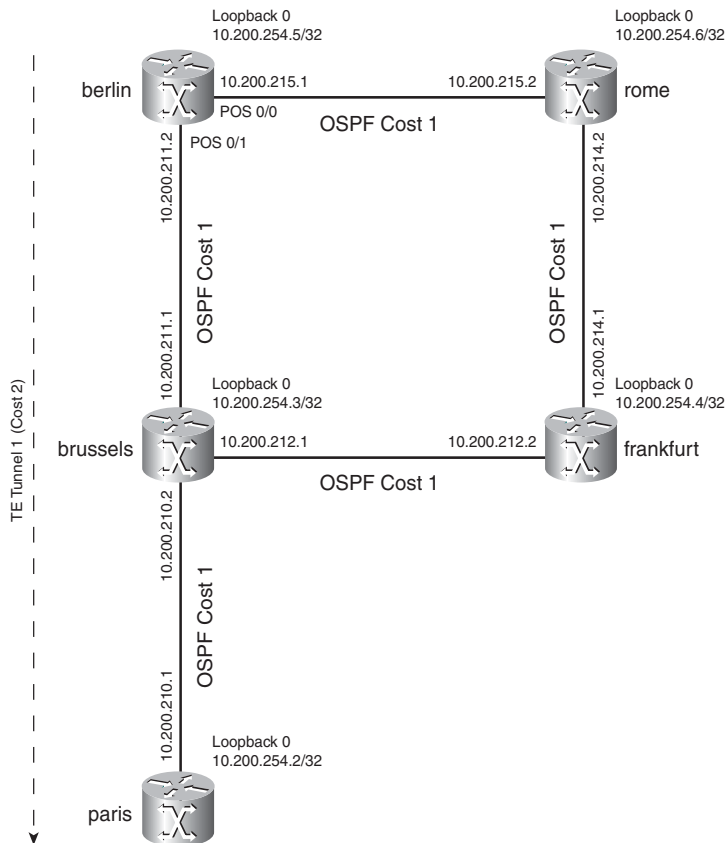 Loopback 0
10.200.254.5/32
Loopback 0
10.200.254.6/32
berlin
10.200.215.1
10.200.215.2
rome
POS 0/0
OSPF Cost 1
POS 0/1
10.200.211.2
10.200.214.2
OSPF Cost 1
OSPF Cost 1
10.200.211.1
10.200.214.1
Loopback 0
10.200.254.3/32
Loopback 0
10.200.254.4/32
TE Tunnel 1 (Cost 2)
brussels
10.200.212.1
10.200.212.2
frankfurt
OSPF Cost 1
10.200.210.2
OSPF Cost 1
10.200.210.1
Loopback 0
10.200.254.2/32
paris